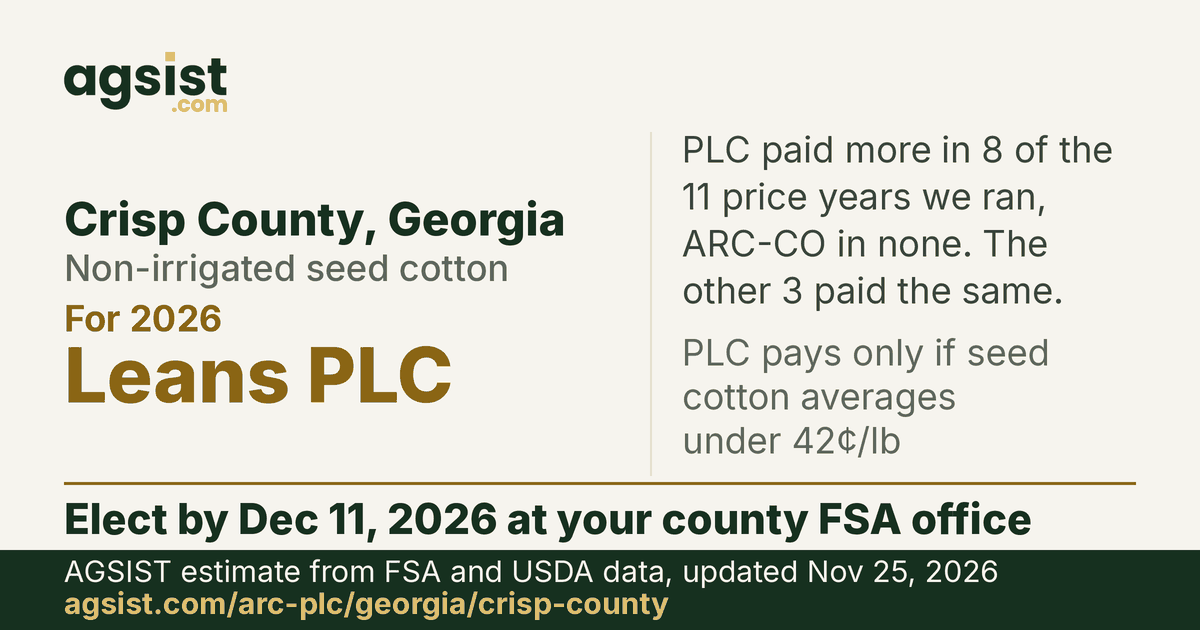 agsist
.com
Crisp County, Georgia
Non-irrigated seed cotton
For 2026
Leans PLC
PLC paid more in 8 of the
11 price years we ran,
ARC-CO in none. The
other 3 paid the same.
PLC pays only if seed
cotton averages
under 42¢/lb
Elect by Dec 11, 2026 at your county FSA office
AGSIST estimate from FSA and USDA data, updated Nov 25, 2026
agsist.com/arc-plc/georgia/crisp-county